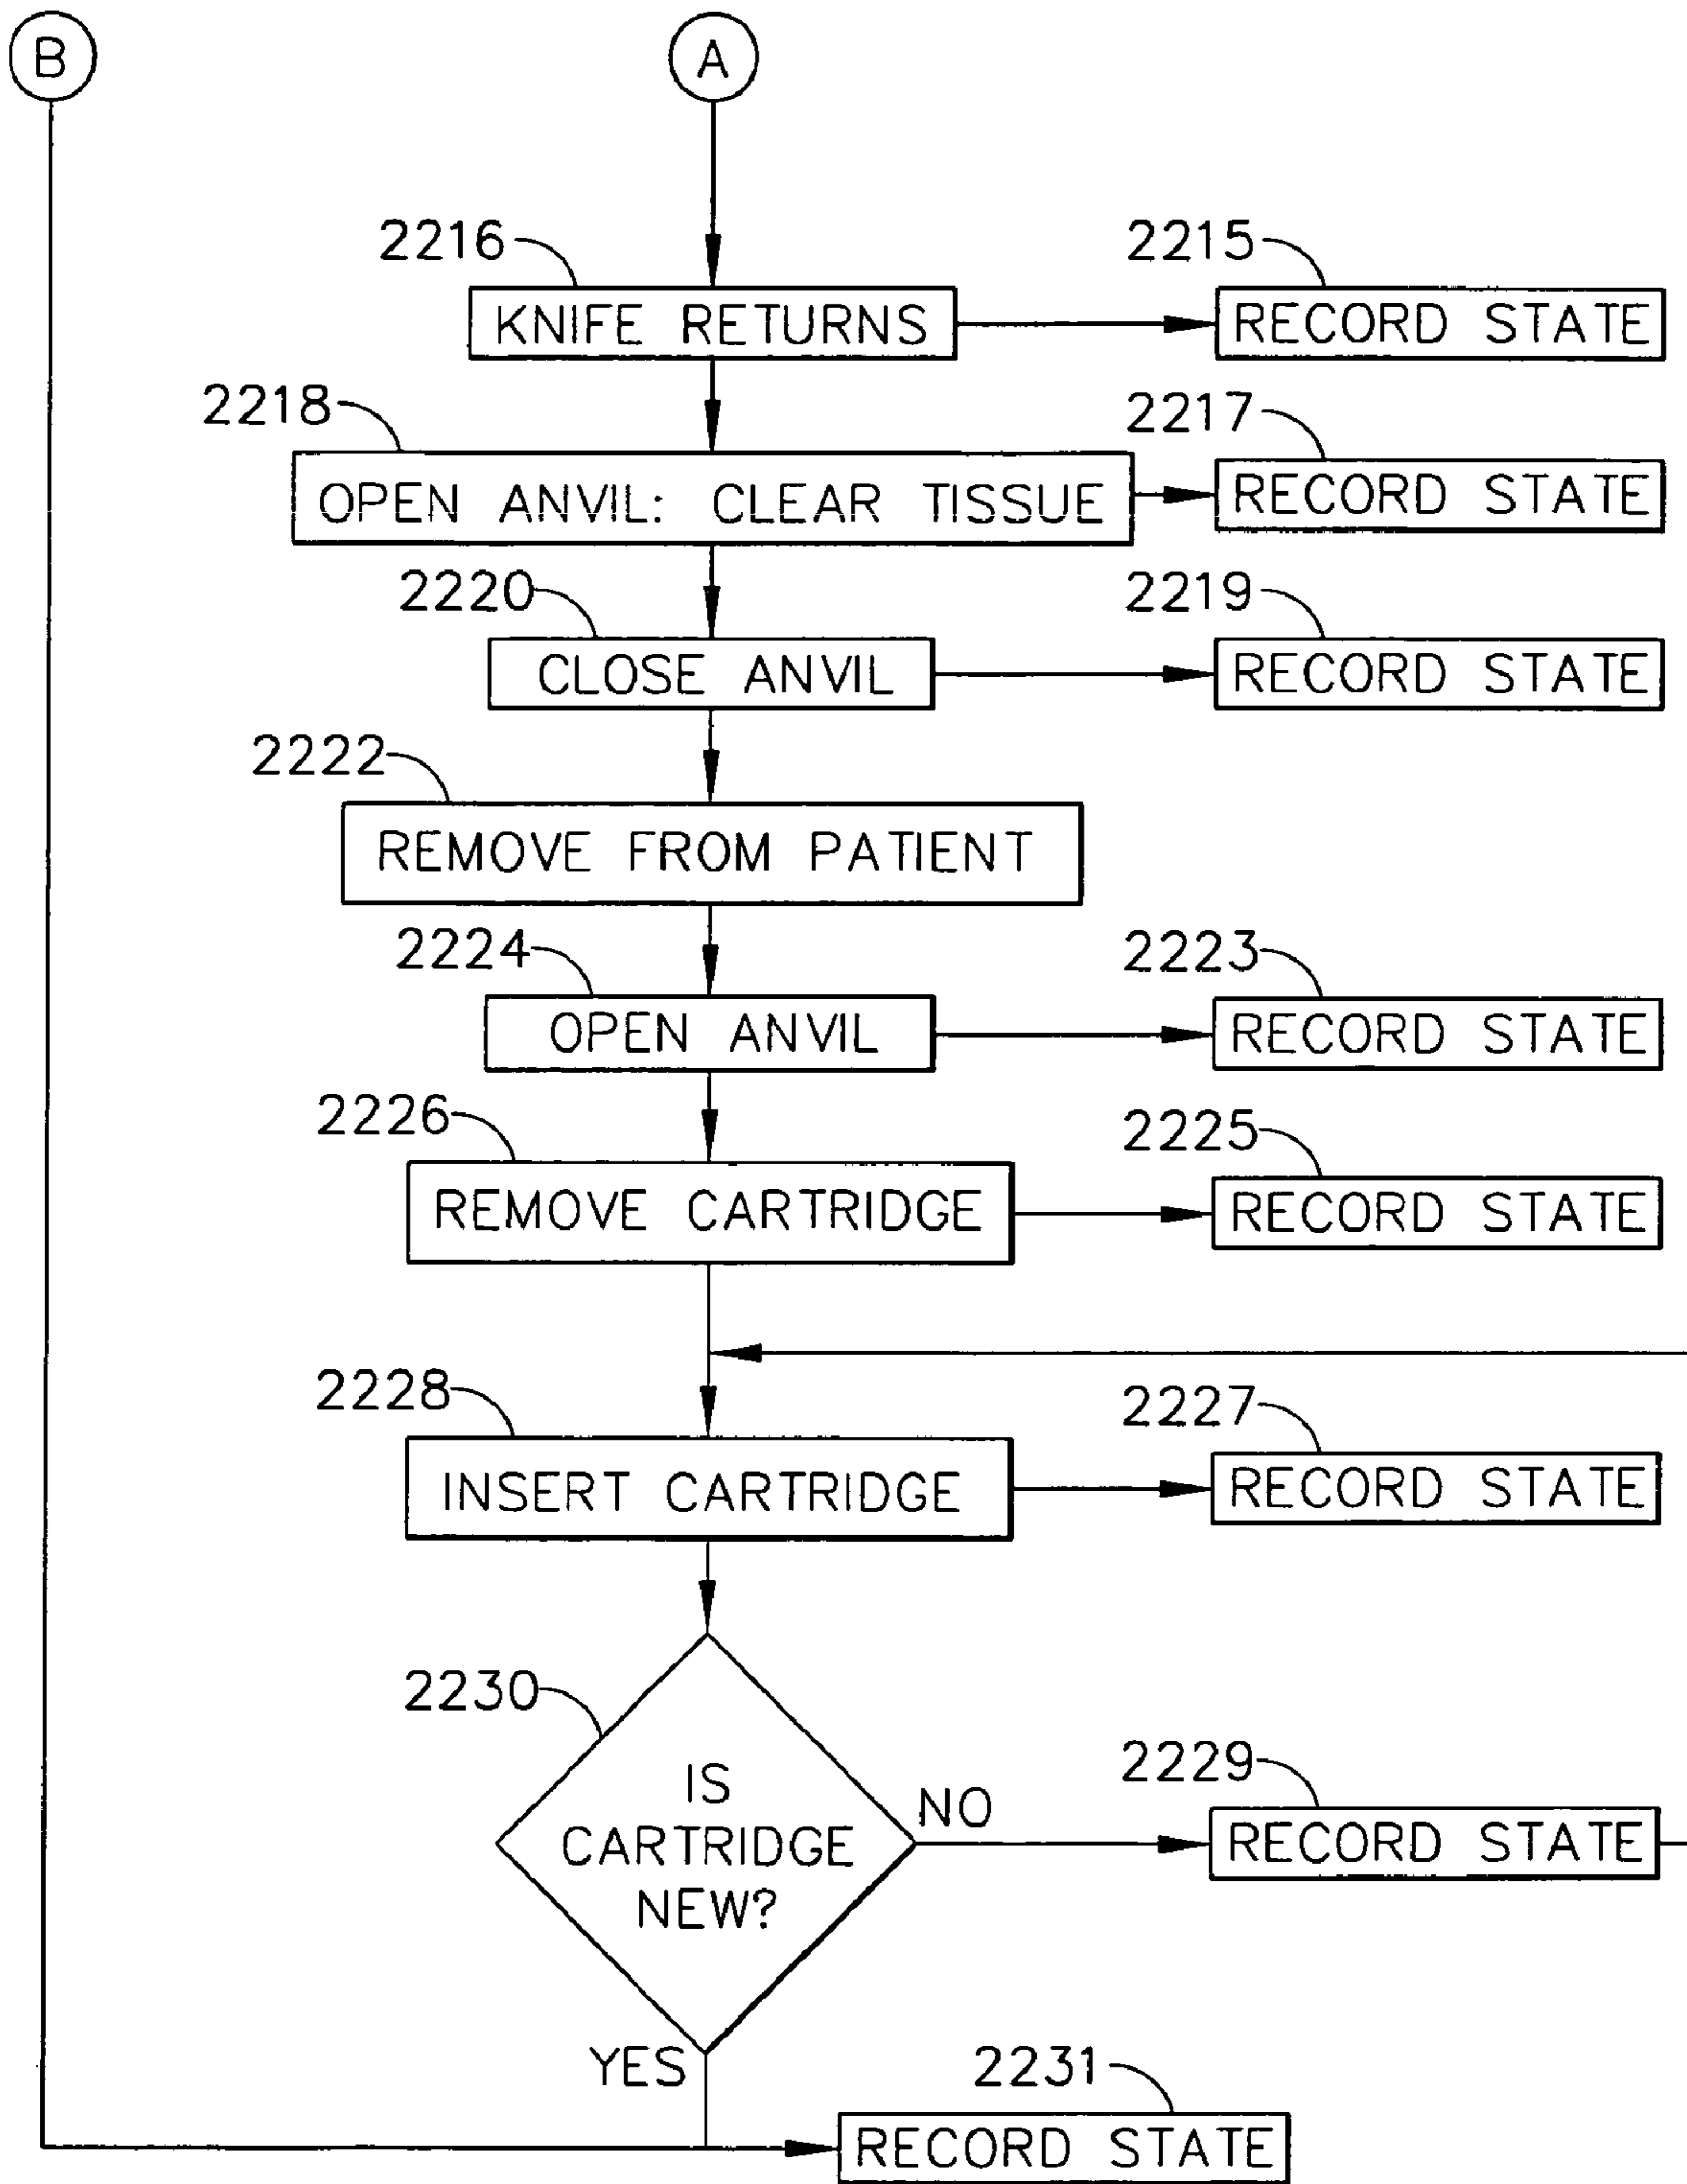 B
A
2216
2215
KNIFE RETURNS
RECORD STATE
2218
2217
OPEN ANVIL: CLEAR TISSUE
RECORD STATE
2220
2219
CLOSE ANVIL
RECORD STATE
2222
REMOVE FROM PATIENT
2224
2223
OPEN ANVIL
RECORD STATE
2226
2225
REMOVE CARTRIDGE
RECORD STATE
2228
2227
INSERT CARTRIDGE
RECORD STATE
2230
IS
CARTRIDGE
NEW?
NO
2229
RECORD STATE
YES
2231
RECORD STATE